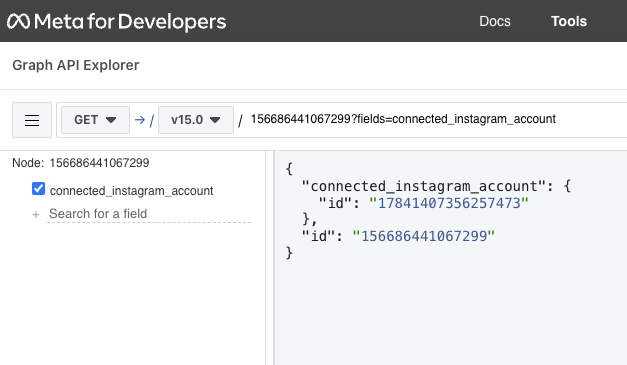 Meta for Developers
Docs
Tools
Graph API Explorer
GET
→ /
v15.0
/ 156686441067299?fields=connected_instagram_account
Node: 156686441067299
connected_instagram_account
+ Search for a field
{
"connected_instagram_account": {
"id": "17841407356257473"
},
"id": "156686441067299"
}